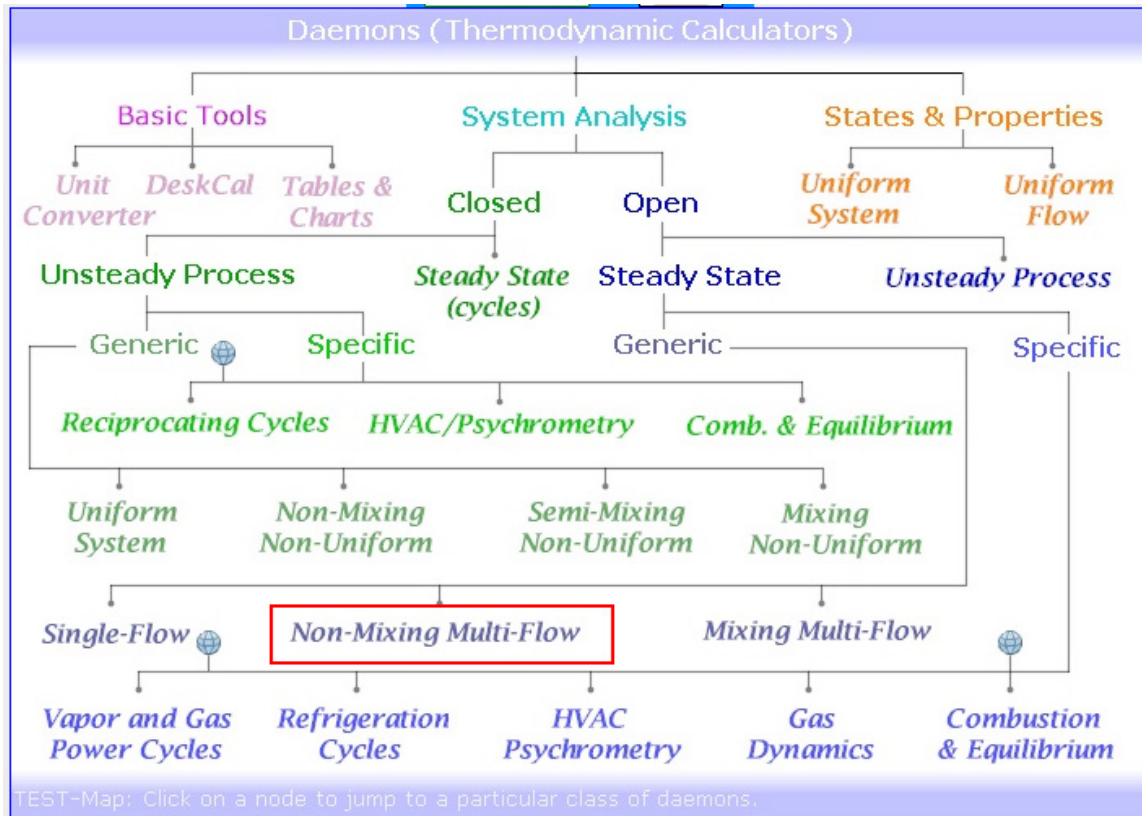 Daemons (Thermodynamic Calculators)
Basic Tools
System Analysis
States & Properties
Unit
Converter
DeskCal
Tables &
Charts
Closed
Open
Uniform
System
Uniform
Flow
Unsteady Process
Steady State
(cycles)
Steady State
Unsteady Process
Generic
Specific
Generic
Specific
Reciprocating Cycles
HVAC/Psychrometry
Comb. & Equilibrium
Uniform
System
Non-Mixing
Non-Uniform
Semi-Mixing
Non-Uniform
Mixing
Non-Uniform
Single-Flow
Non-Mixing Multi-Flow
Mixing Multi-Flow
Vapor and Gas
Power Cycles
Refrigeration
Cycles
HVAC
Psychrometry
Gas
Dynamics
Combustion
& Equilibrium
TEST-Map: Click on a node to jump to a particular class of daemons.